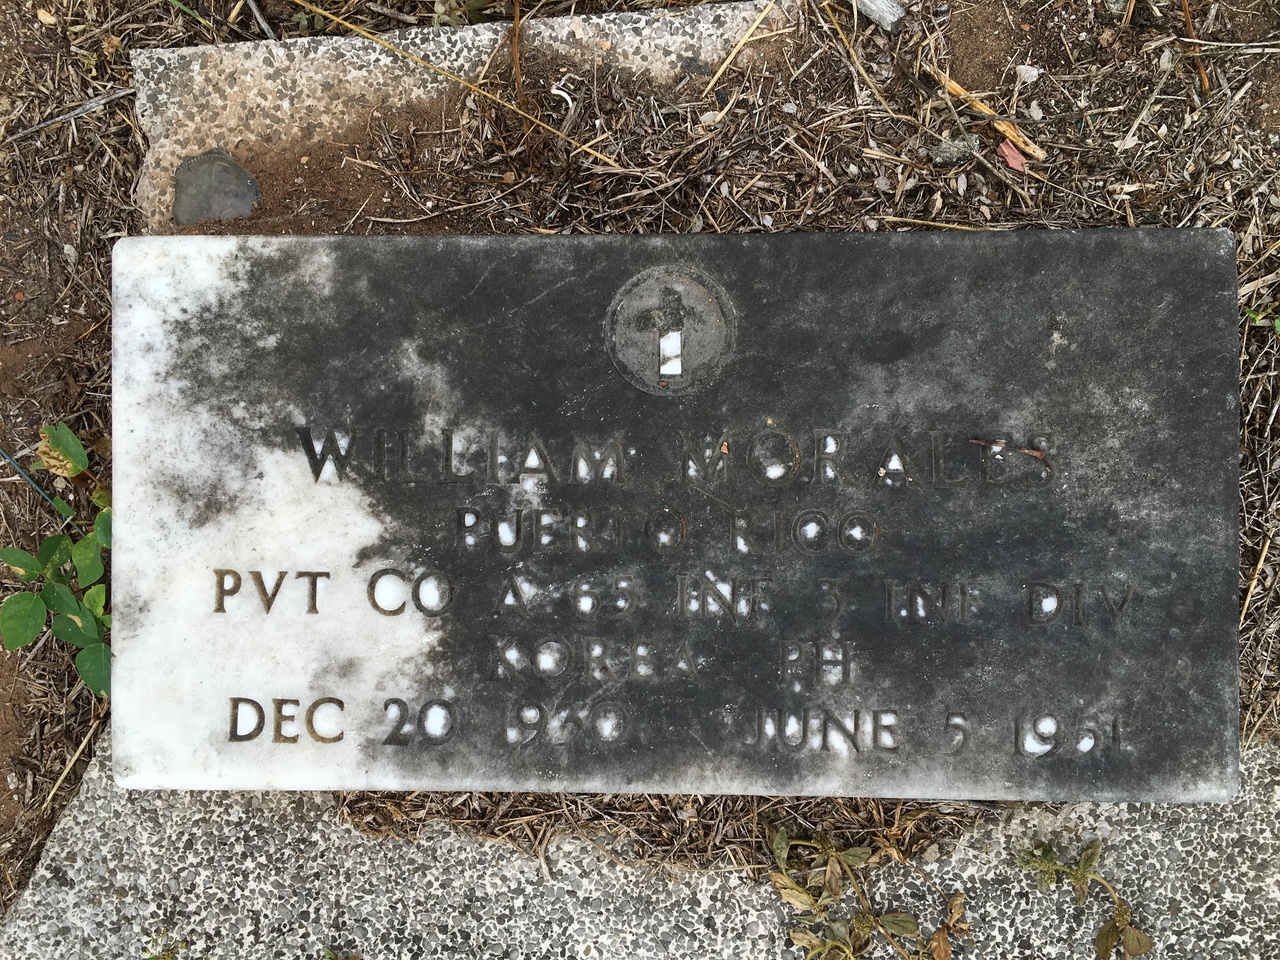 WILLIAM MORALES
PUERTO RICO
PVT CO A 65 INF 3 INF DIV
KOREA PH
DEC 20 1930 JUNE 5 1951